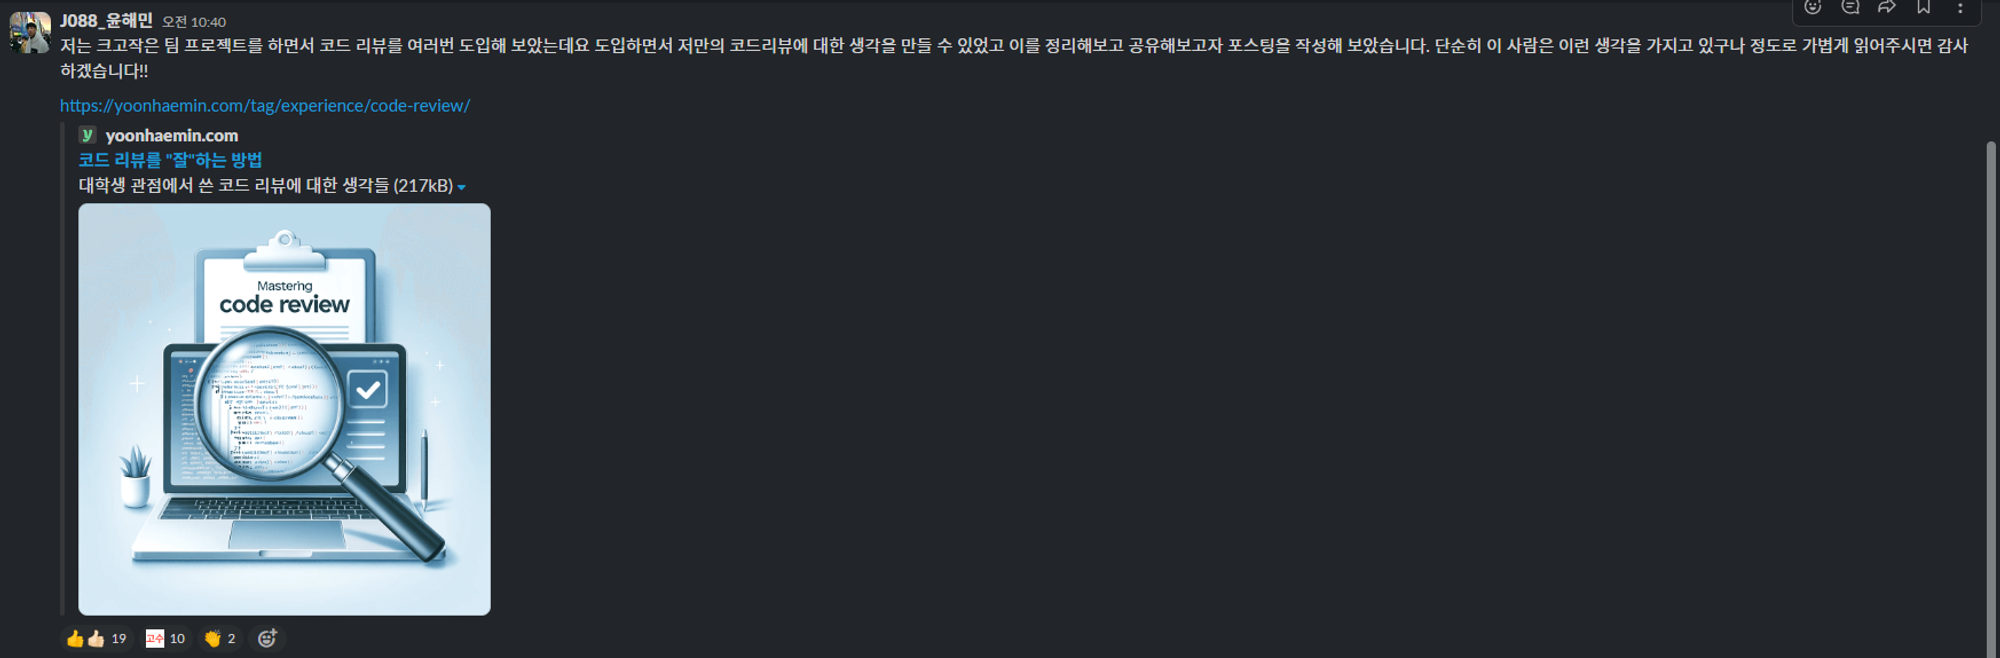 J088_윤해민 오전 10:40
저는 크고작은 팀 프로젝트를 하면서 코드 리뷰를 여러번 도입해 보았는데요 도입하면서 저만의 코드리뷰에 대한 생각을 만들 수 있었고 이를 정리해보고 공유해보고자 포스팅을 작성해 보았습니다. 단순히 이 사람은 이런 생각을 가지고 있구나 정도로 가볍게 읽어주시면 감사
하겠습니다!!
https://yoonhaemin.com/tag/experience/code-review/
y yoonhaemin.com
코드 리뷰를 "잘"하는 방법
대학생 관점에서 쓴 코드 리뷰에 대한 생각들 (217kB)
Mastering
code review
19 고수 10 2